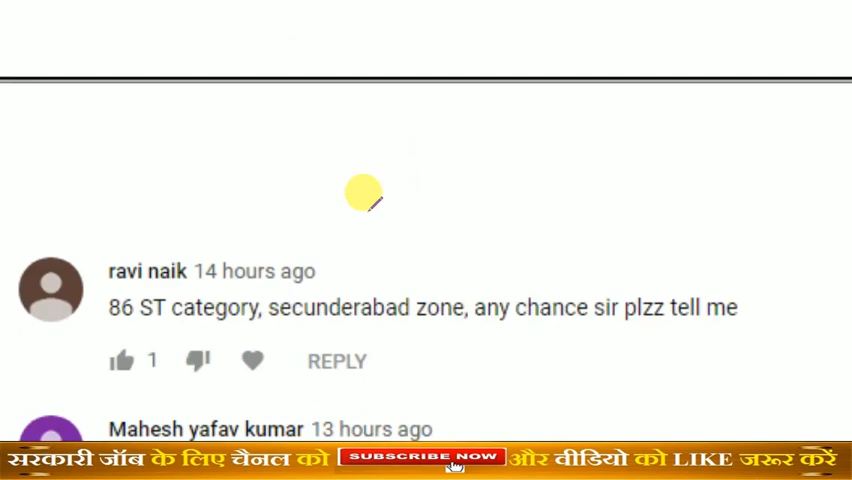 ravi naik 14 hours ago
86 ST category, secunderabad zone, any chance sir plzz tell me
1 REPLY
Mahesh yafav kumar 13 hours ago
सरकारी जॉब के लिए चैनल को SUBSCRIBE NOW और वीडियो को LIKE जरूर करें